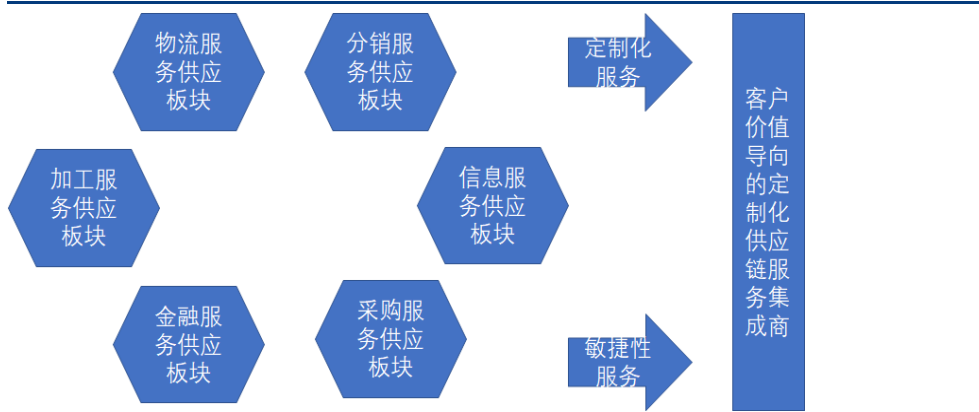 物流服
务供应
板块
分销服
务供应
板块
定制化
服务
加工服
务供应
板块
信息服
务供应
板块
金融服
务供应
板块
采购服
务供应
板块
敏捷性
服务
客户
价值
导向
的定
制化
供应
链服
务集
成商